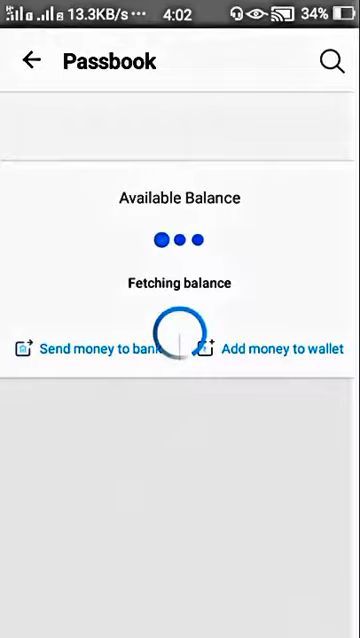 13.3KB/s ··· 4:02 34%
Passbook
Available Balance
Fetching balance
Send money to bank Add money to wallet